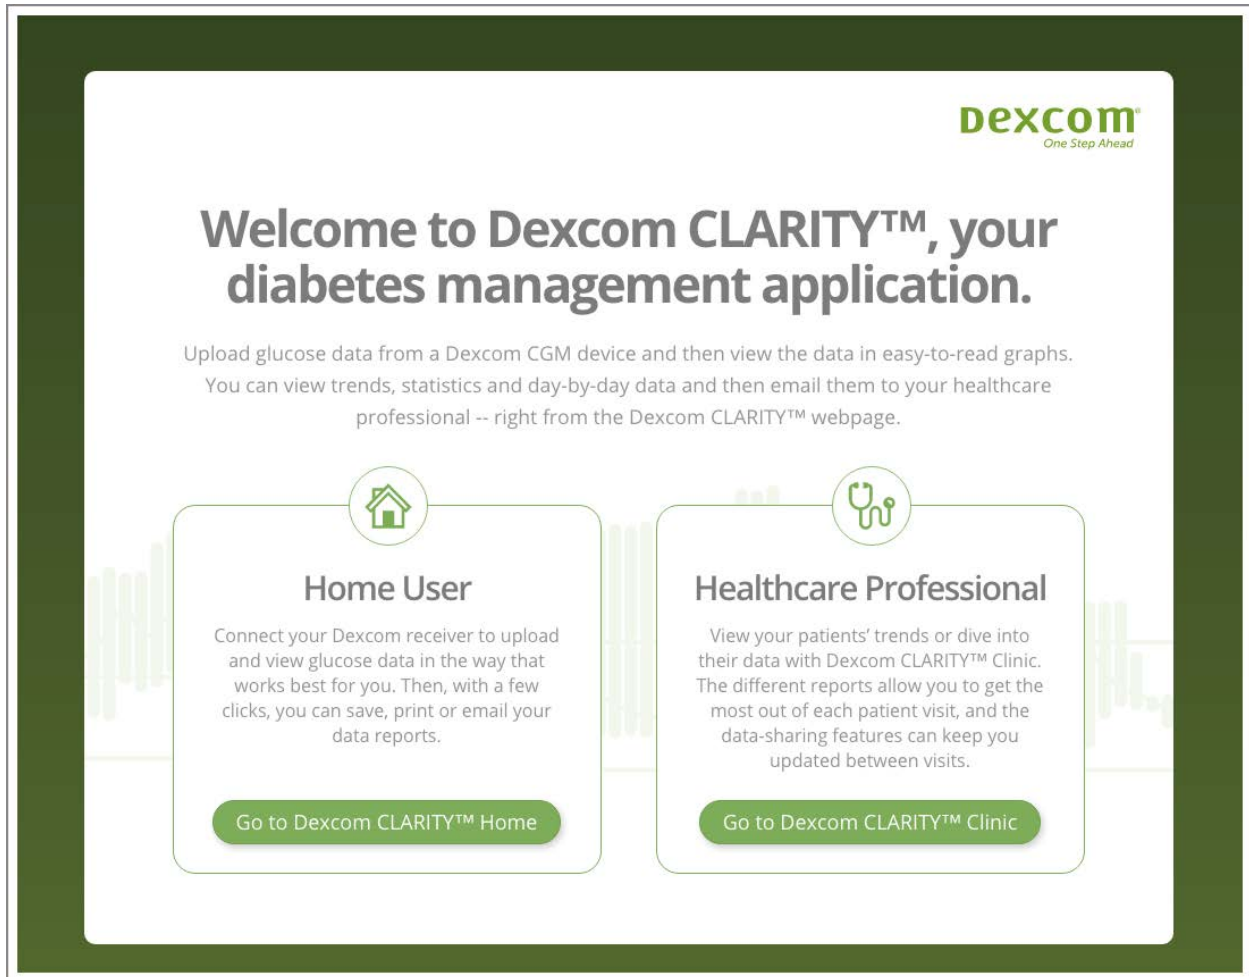 Dexcom®
One Step Ahead
Welcome to Dexcom CLARITY™, your
diabetes management application.
Upload glucose data from a Dexcom CGM device and then view the data in easy-to-read graphs.
You can view trends, statistics and day-by-day data and then email them to your healthcare
professional -- right from the Dexcom CLARITY™ webpage.
Home User
Connect your Dexcom receiver to upload
and view glucose data in the way that
works best for you. Then, with a few
clicks, you can save, print or email your
data reports.
Go to Dexcom CLARITY™ Home
Healthcare Professional
View your patients’ trends or dive into
their data with Dexcom CLARITY™ Clinic.
The different reports allow you to get the
most out of each patient visit, and the
data-sharing features can keep you
updated between visits.
Go to Dexcom CLARITY™ Clinic